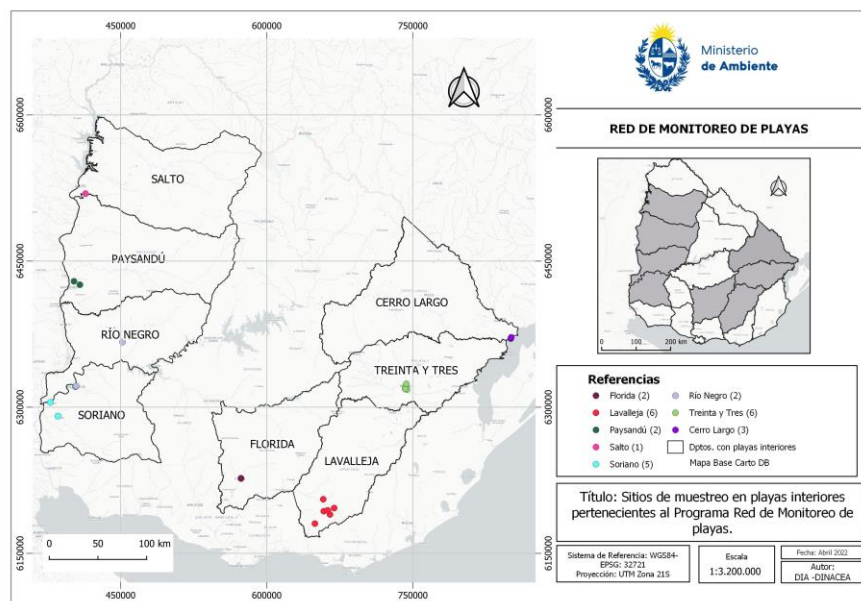 450000
600000
750000
6600000
6450000
6300000
6150000
SALTO
PAYSANDÚ
RÍO NEGRO
SORIANO
CERRO LARGO
TREINTA Y TRES
FLORIDA
LAVALLEJA
0 50 100 km
450000
600000
750000
Ministerio
de Ambiente
RED DE MONITOREO DE PLAYAS
0 100 200 km
Referencias
Florida (2)
Río Negro (2)
Lavalleja (6)
Treinta y Tres (6)
Paysandú (2)
Cerro Largo (3)
Salto (1)
Dptos. con playas interiores
Soriano (5)
Mapa Base Carto DB
Título: Sitios de muestreo en playas interiores
pertenecientes al Programa Red de Monitoreo de
playas.
Sistema de Referencia: WGS84-
EPSG: 32721
Proyección: UTM Zona 21S
Escala
1:3.200.000
Fecha: Abril 2022
Autor:
DIA -DINACEA